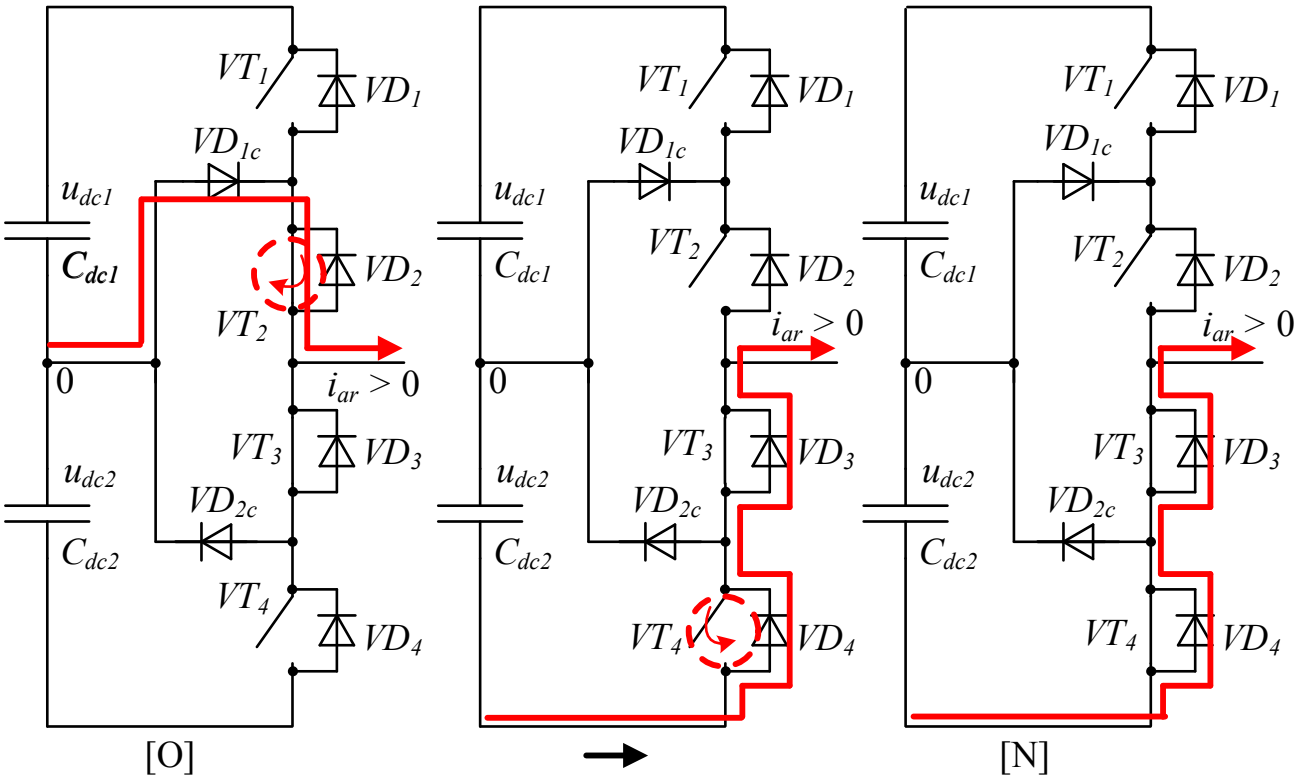 VT1
VD1
VD1c
udc1
Cdc1
VD2
VT2
0
iar > 0
VT3
VD3
udc2
VD2c
Cdc2
VT4
VD4
[O]
VT1
VD1
VD1c
udc1
VT2
Cdc1
VD2
iar > 0
0
VT3
VD3
udc2
VD2c
Cdc2
VT4
VD4
VT1
VD1
VD1c
udc1
VT2
Cdc1
VD2
iar > 0
0
VT3
VD3
udc2
VD2c
Cdc2
VT4
VD4
[N]